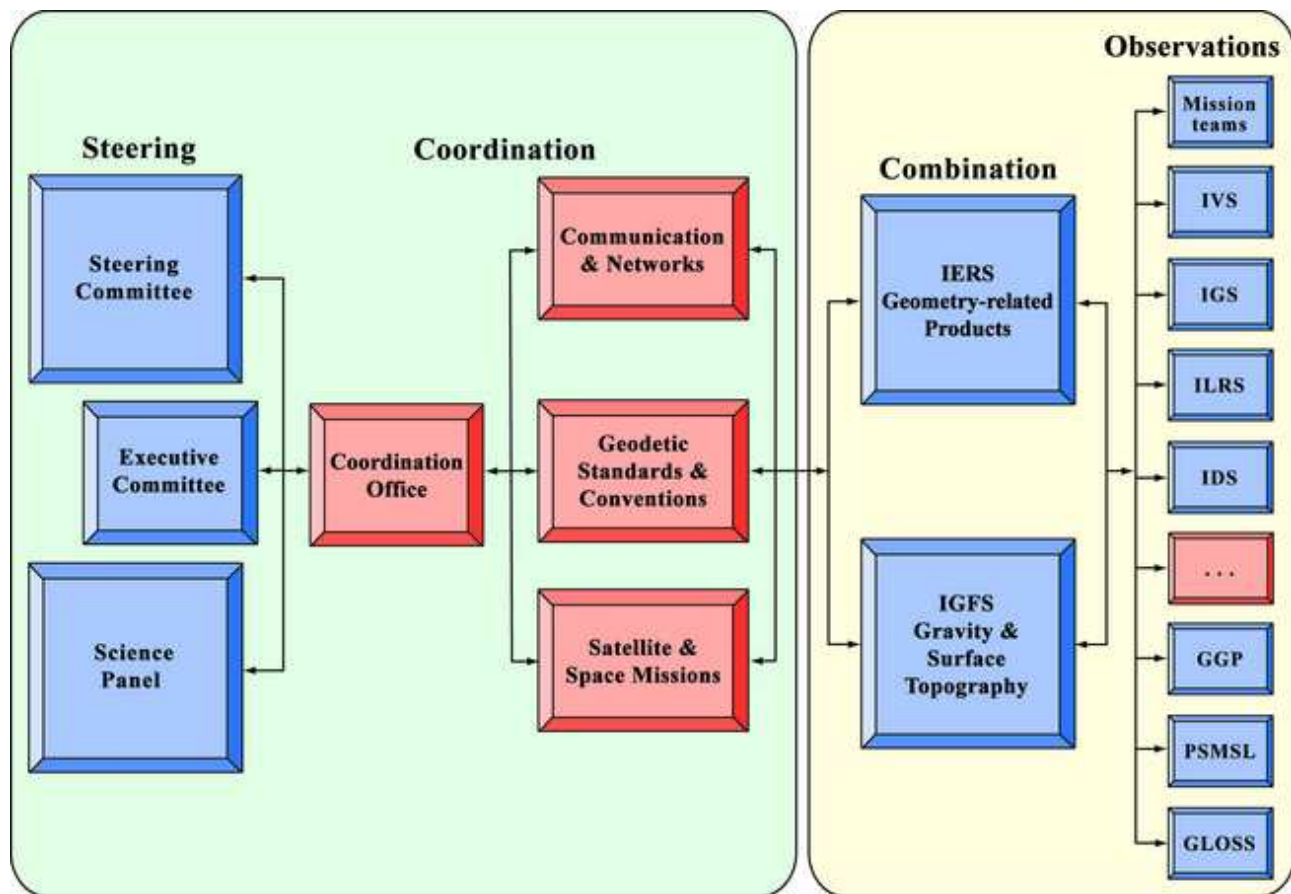 Steering
Steering
Committee
Executive
Committee
Science
Panel
Coordination
Coordination
Office
Communication
& Networks
Geodetic
Standards &
Conventions
Satellite &
Space Missions
Combination
IERS
Geometry-related
Products
IGFS
Gravity &
Surface
Topography
Observations
Mission
teams
IVS
IGS
ILRS
IDS
. . .
GGP
PSMSL
GLOSS